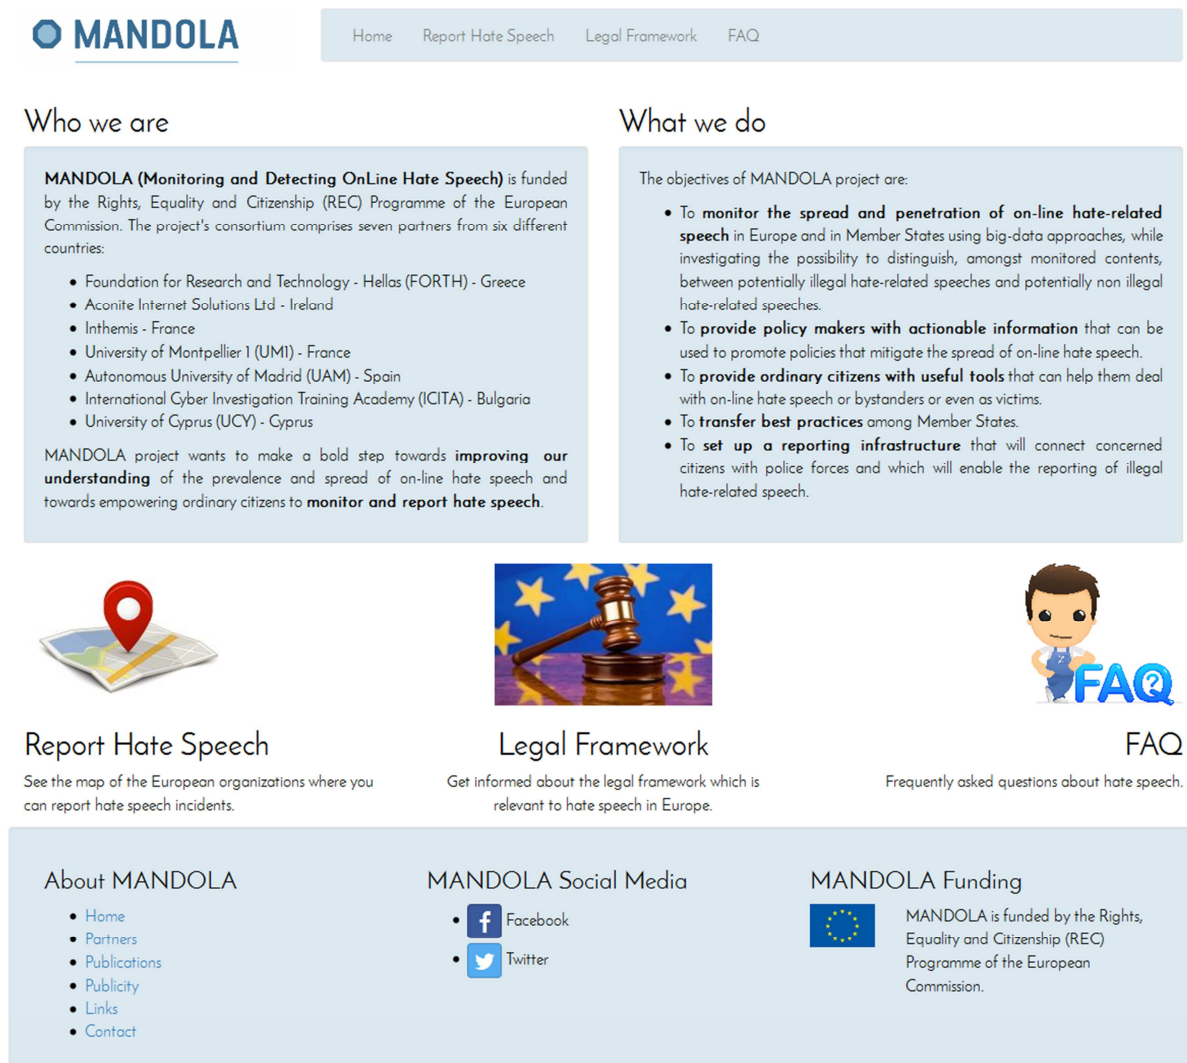 MANDOLA
Home Report Hate Speech Legal Framework FAQ
Who we are
MANDOLA (Monitoring and Detecting OnLine Hate Speech) is funded
by the Rights, Equality and Citizenship (REC) Programme of the European
Commission. The project's consortium comprises seven partners from six different
countries:
• Foundation for Research and Technology - Hellas (FORTH) - Greece
• Aconite Internet Solutions Ltd - Ireland
• Inthemis - France
• University of Montpellier 1 (UM1) - France
• Autonomous University of Madrid (UAM) - Spain
• International Cyber Investigation Training Academy (ICITA) - Bulgaria
• University of Cyprus (UCY) - Cyprus
MANDOLA project wants to make a bold step towards improving our
understanding of the prevalence and spread of on-line hate speech and
towards empowering ordinary citizens to monitor and report hate speech.
What we do
The objectives of MANDOLA project are:
• To monitor the spread and penetration of on-line hate-related
speech in Europe and in Member States using big-data approaches, while
investigating the possibility to distinguish, amongst monitored contents,
between potentially illegal hate-related speeches and potentially non illegal
hate-related speeches.
• To provide policy makers with actionable information that can be
used to promote policies that mitigate the spread of on-line hate speech.
• To provide ordinary citizens with useful tools that can help them deal
with on-line hate speech or bystanders or even as victims.
• To transfer best practices among Member States.
• To set up a reporting infrastructure that will connect concerned
citizens with police forces and which will enable the reporting of illegal
hate-related speech.
FAQ
Report Hate Speech
See the map of the European organizations where you
can report hate speech incidents.
Legal Framework
Get informed about the legal framework which is
relevant to hate speech in Europe.
FAQ
Frequently asked questions about hate speech.
About MANDOLA
• Home
• Partners
• Publications
• Publicity
• Links
• Contact
MANDOLA Social Media
• Facebook
• Twitter
MANDOLA Funding
MANDOLA is funded by the Rights,
Equality and Citizenship (REC)
Programme of the European
Commission.